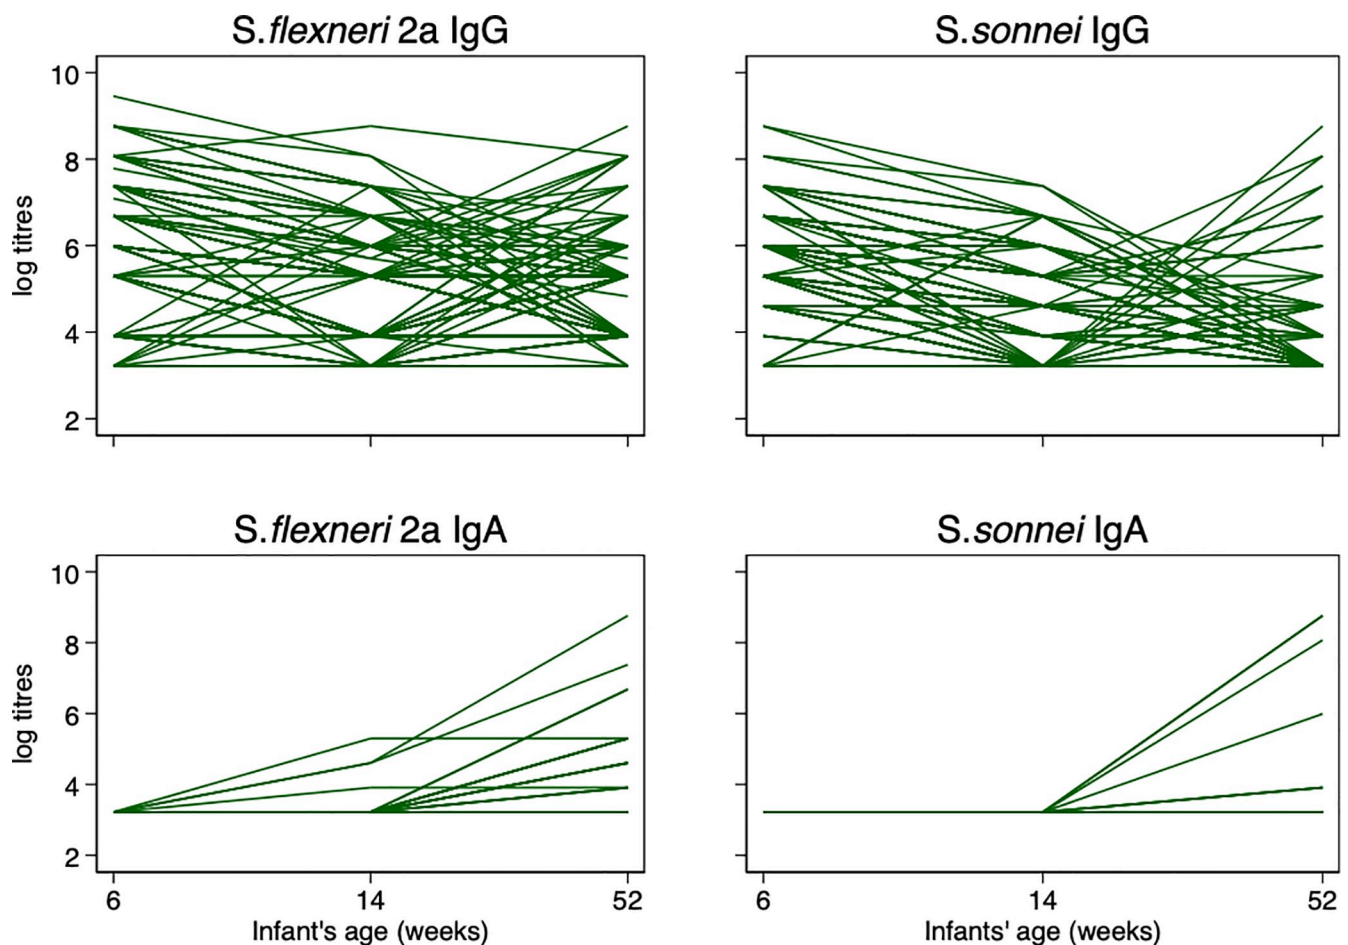 S.flexneri 2a IgG
S.sonnei IgG
10
8
6
4
2
log titres
S.flexneri 2a IgA
S.sonnei IgA
10
8
6
4
2
log titres
6 14 52
6 14 52
Infant's age (weeks)
Infants' age (weeks)